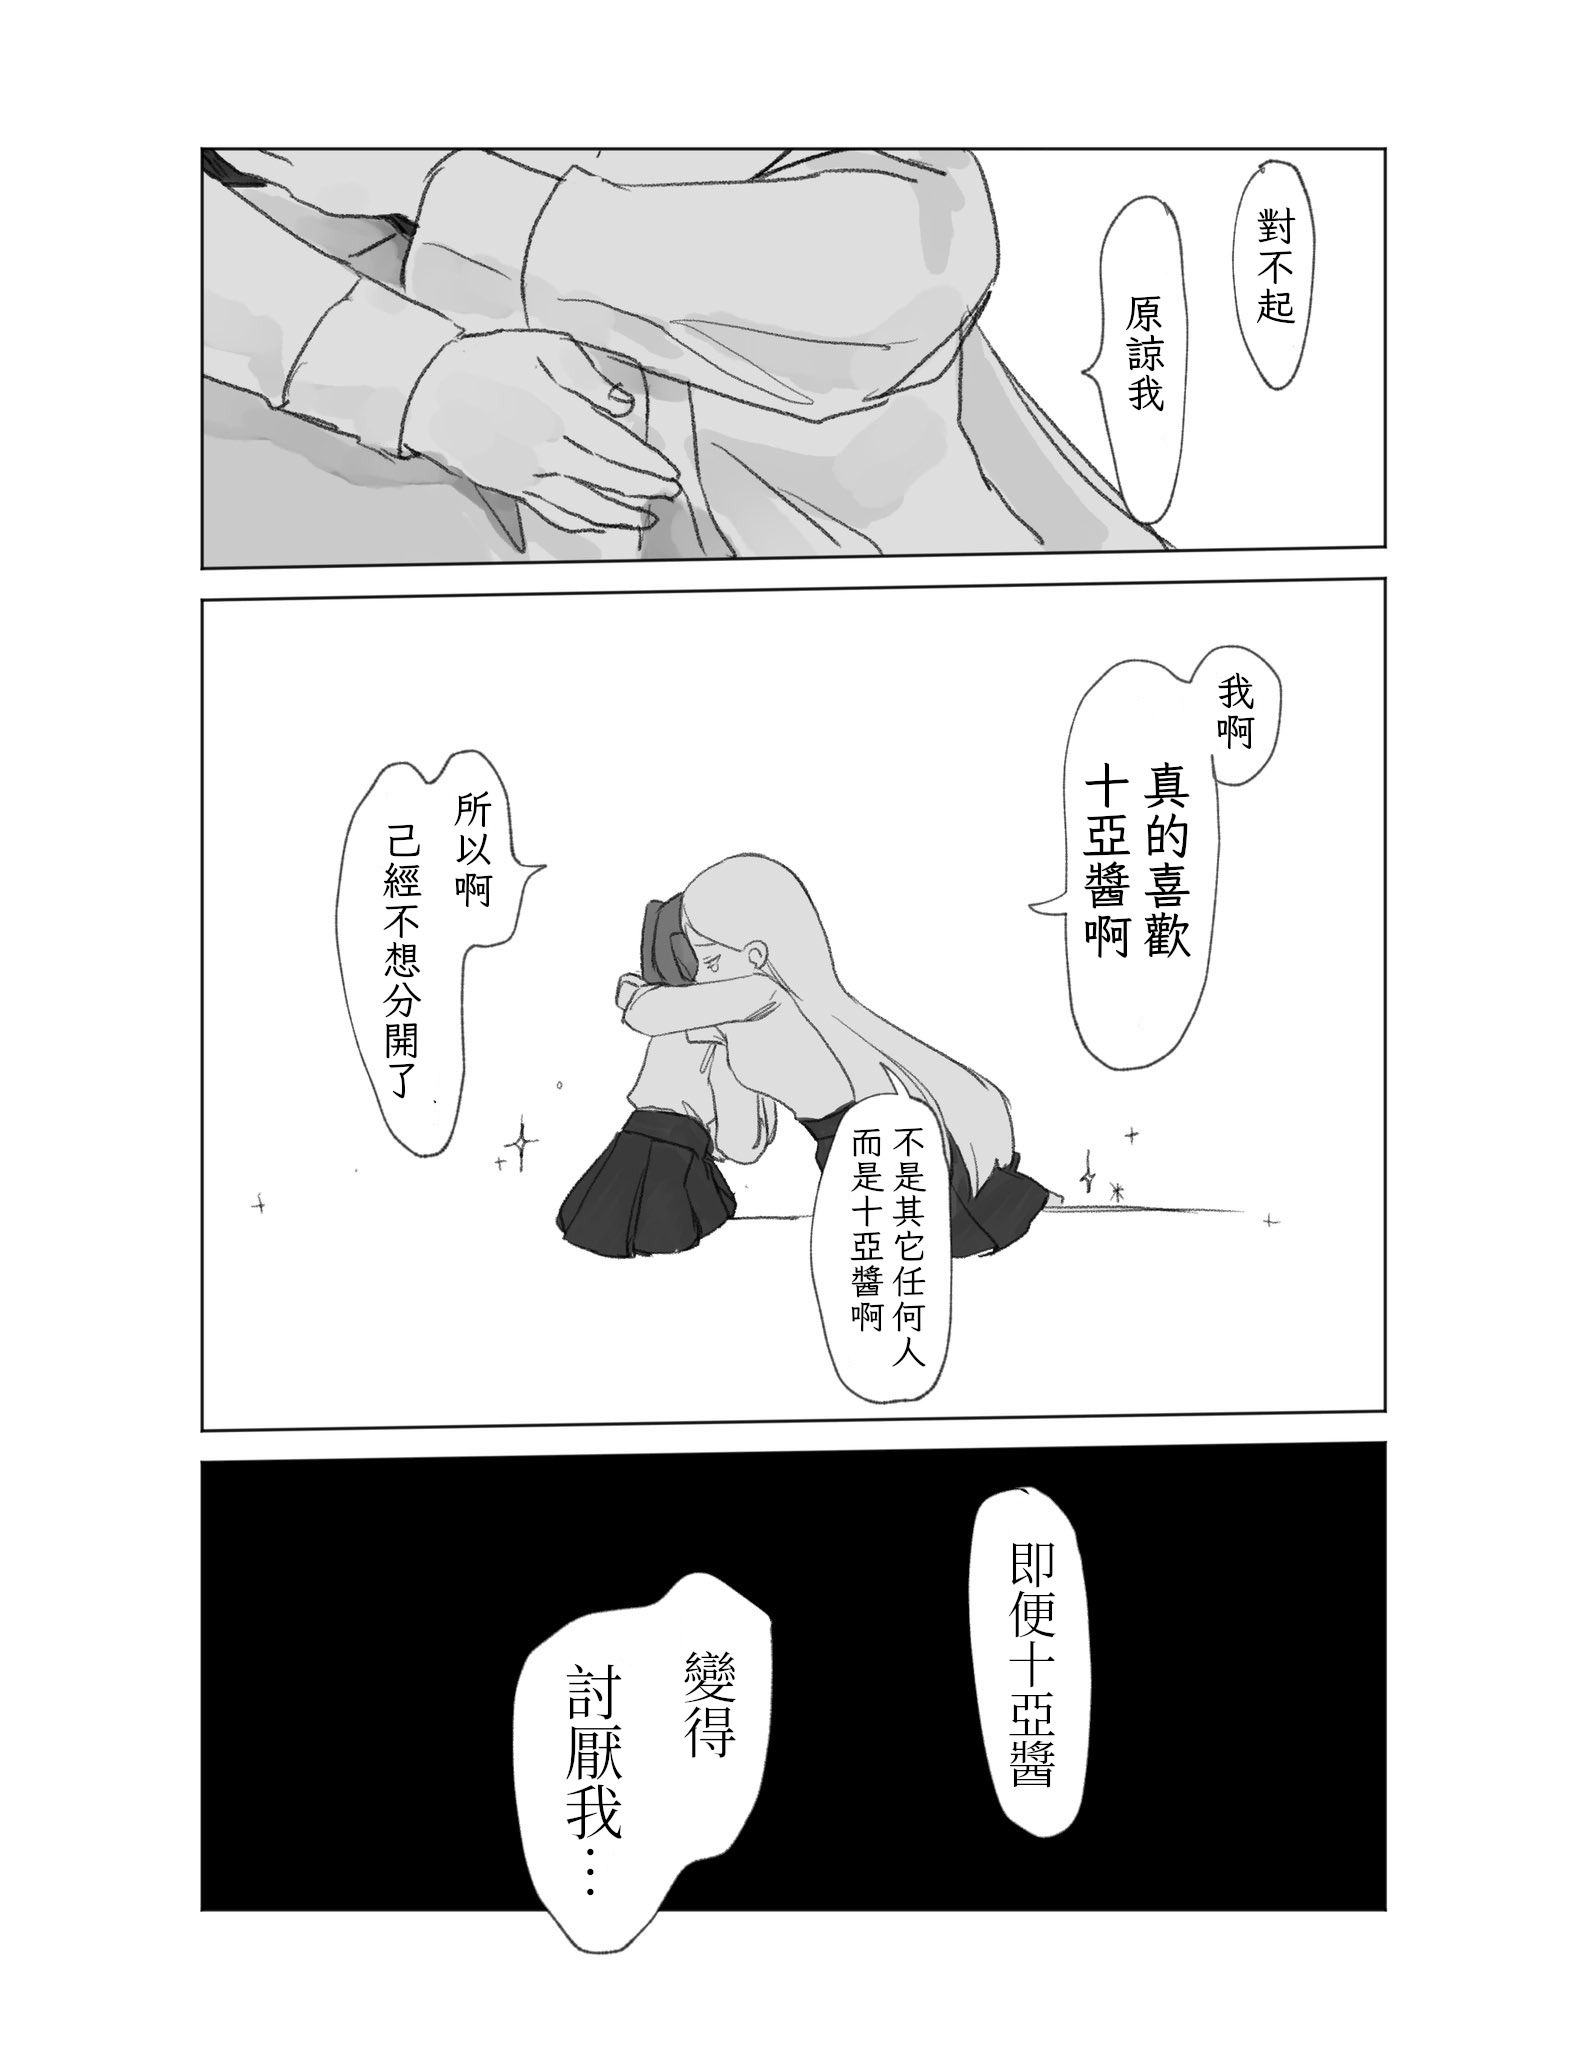 對不起
原諒我
我啊
真的喜歡
十亞醬啊
不是其它任何人
而是十亞醬啊
所以啊
己經不想分開了
即便十亞醬
變得
討厭我…